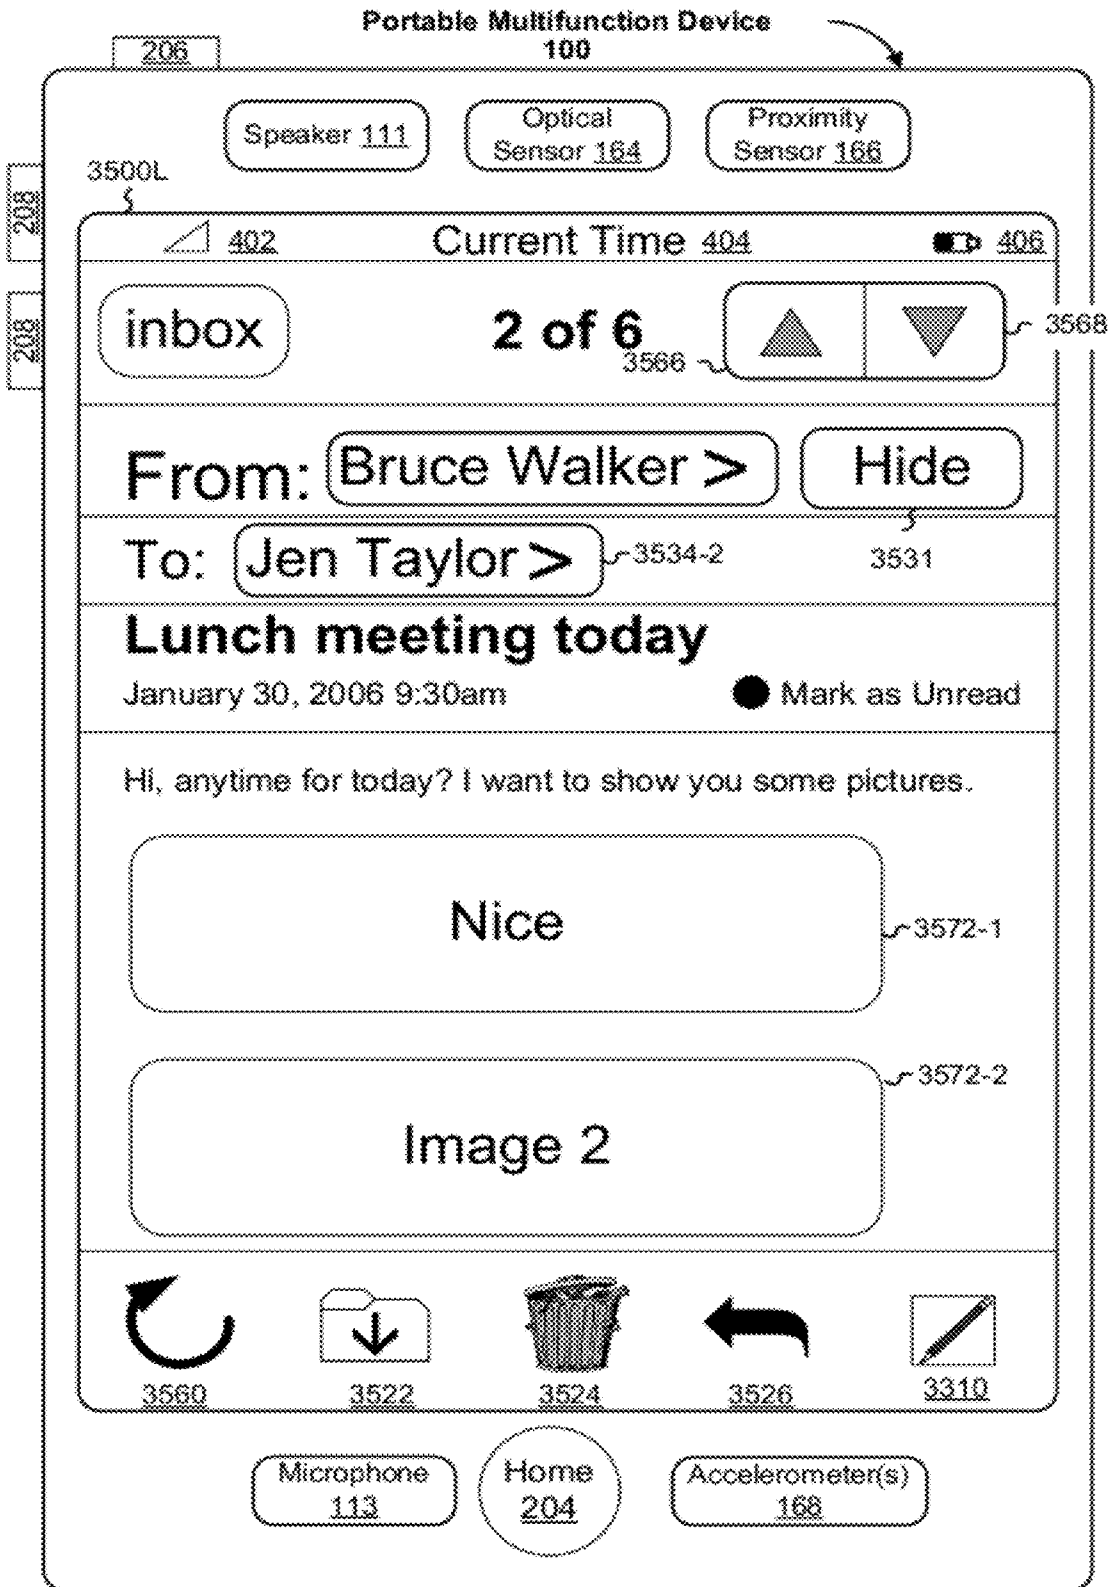 Portable Multifunction Device
100
206
Speaker 111
Optical
Sensor 164
Proximity
Sensor 166
3500L
208
402
Current Time 404
406
208
inbox
2 of 6
3566
3568
From: Bruce Walker >
Hide
To: Jen Taylor >
3534-2
3531
Lunch meeting today
January 30, 2006 9:30am
Mark as Unread
Hi, anytime for today? I want to show you some pictures.
Nice
3572-1
3572-2
Image 2
3560
3522
3524
3526
3310
Microphone
113
Home
204
Accelerometer(s)
168